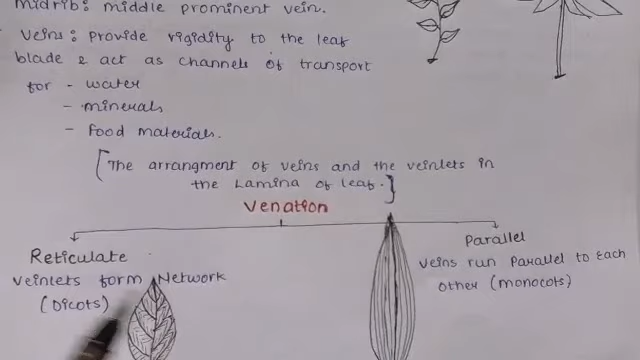 midrib: middle prominent vein.
Veins: provide rigidity to the leaf
blade & act as channels of transport
for - water
- minerals
- food materials.
[The arrangment of veins and the veinlets in
the Lamina of leaf.}
Venation
Reticulate
Veinlets form Network
(Dicots)
Parallel
Veins run Parallel to Each
other (monocots)